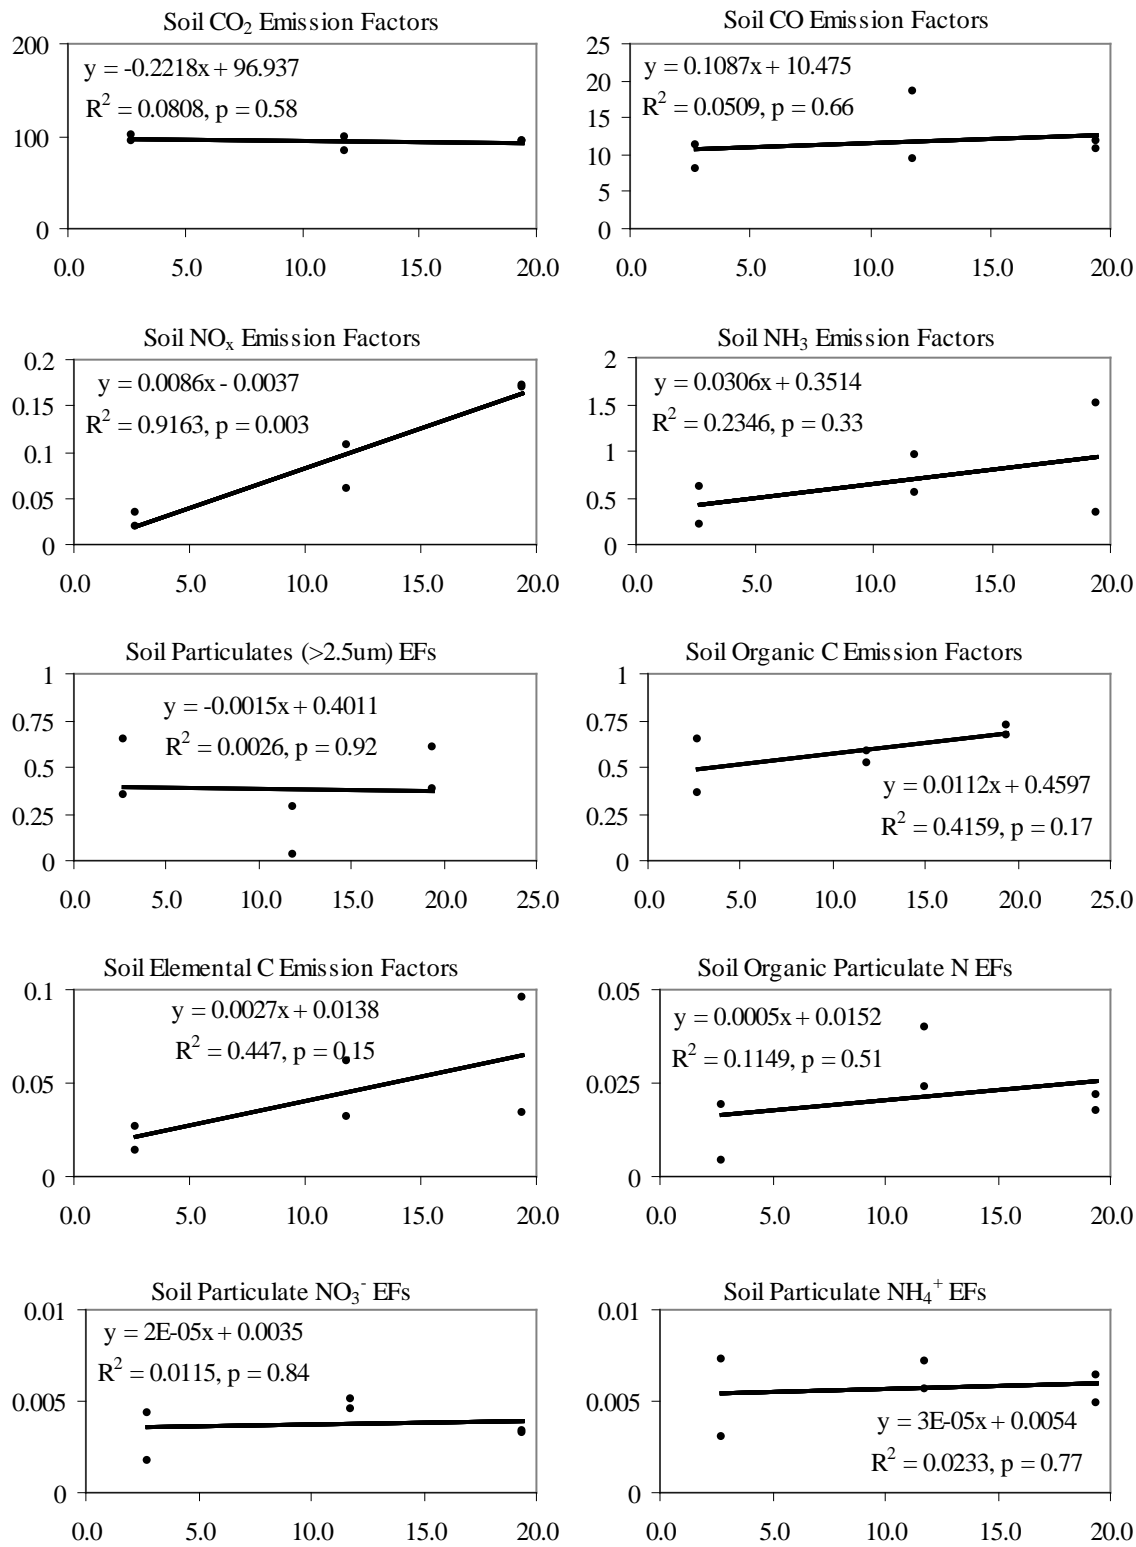 Soil CO₂ Emission Factors
200
y = -0.2218x + 96.937
R² = 0.0808, p = 0.58
100
0
0.0 5.0 10.0 15.0 20.0
Soil CO Emission Factors
25
y = 0.1087x + 10.475
20
R² = 0.0509, p = 0.66
15
10
5
0
0.0 5.0 10.0 15.0 20.0
Soil NOₓ Emission Factors
0.2
y = 0.0086x - 0.0037
0.15
R² = 0.9163, p = 0.003
0.1
0.05
0
0.0 5.0 10.0 15.0 20.0
Soil NH₃ Emission Factors
2
y = 0.0306x + 0.3514
1.5
R² = 0.2346, p = 0.33
1
0.5
0
0.0 5.0 10.0 15.0 20.0
Soil Particulates (>2.5um) EFs
1
y = -0.0015x + 0.4011
0.75
R² = 0.0026, p = 0.92
0.5
0.25
0
0.0 5.0 10.0 15.0 20.0 25.0
Soil Organic C Emission Factors
1
0.75
0.5
y = 0.0112x + 0.4597
0.25
R² = 0.4159, p = 0.17
0
0.0 5.0 10.0 15.0 20.0 25.0
Soil Elemental C Emission Factors
0.1
y = 0.0027x + 0.0138
R² = 0.447, p = 0.15
0.05
0
0.0 5.0 10.0 15.0 20.0
Soil Organic Particulate N EFs
0.05
y = 0.0005x + 0.0152
R² = 0.1149, p = 0.51
0.025
0
0.0 5.0 10.0 15.0 20.0
Soil Particulate NO₃⁻ EFs
0.01
y = 2E-05x + 0.0035
R² = 0.0115, p = 0.84
0.005
0
0.0 5.0 10.0 15.0 20.0
Soil Particulate NH₄⁺ EFs
0.01
0.005
y = 3E-05x + 0.0054
R² = 0.0233, p = 0.77
0
0.0 5.0 10.0 15.0 20.0